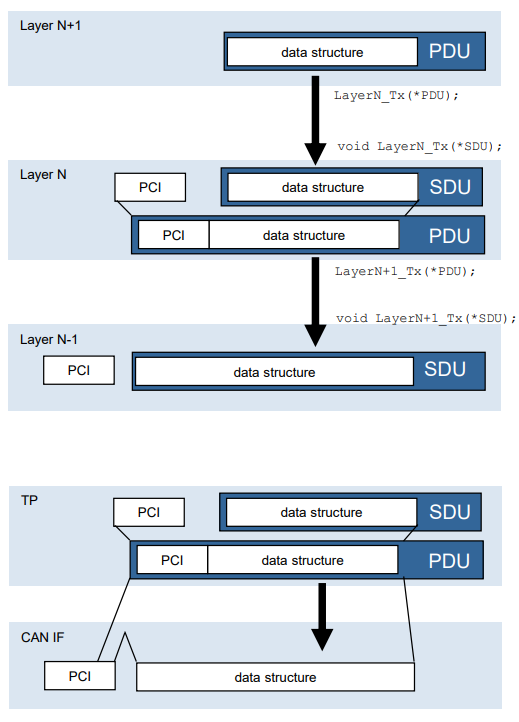 Layer N+1
data structure PDU
LayerN_Tx(*PDU);
void LayerN_Tx(*SDU);
Layer N
PCI data structure SDU
PCI data structure PDU
LayerN+1_Tx(*PDU);
void LayerN+1_Tx(*SDU);
Layer N-1
PCI data structure SDU
TP
PCI data structure SDU
PCI data structure PDU
CAN IF
PCI data structure